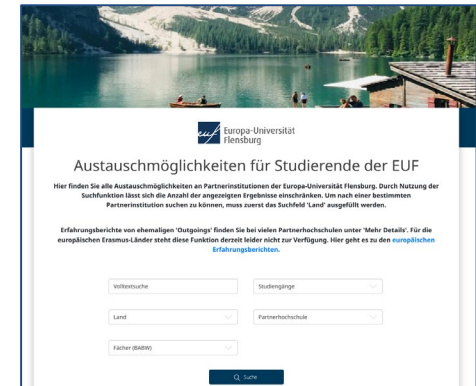 euf Europa-Universität
Flensburg
Austauschmöglichkeiten für Studierende der EUF
Hier finden Sie alle Austauschmöglichkeiten an Partnerinstitutionen der Europa-Universität Flensburg. Durch Nutzung der
Suchfunktion lässt sich die Anzahl der angezeigten Ergebnisse einschränken. Um nach einer bestimmten
Partnerinstitution suchen zu können, muss zuerst das Suchfeld 'Land' ausgefüllt werden.
Erfahrungsberichte von ehemaligen 'Outgoings' finden Sie bei vielen Partnerhochschulen unter 'Mehr Details'. Für die
europäischen Erasmus-Länder steht diese Funktion derzeit leider nicht zur Verfügung. Hier geht es zu den europäischen
Erfahrungsberichten.
Volltextsuche
Studiengänge
Land
Partnerhochschule
Fächer (BABW)
Suche